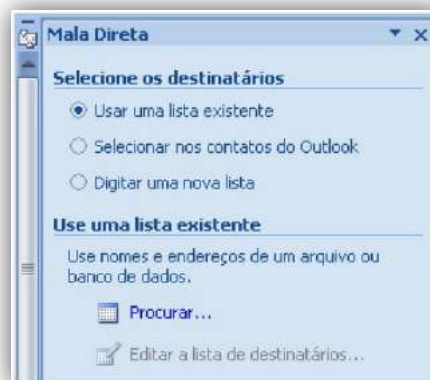 Mala Direta
Selecione os destinatários
Usar uma lista existente
Selecionar nos contatos do Outlook
Digitar uma nova lista
Use uma lista existente
Use nomes e endereços de um arquivo ou
banco de dados.
Procurar...
Editar a lista de destinatários...